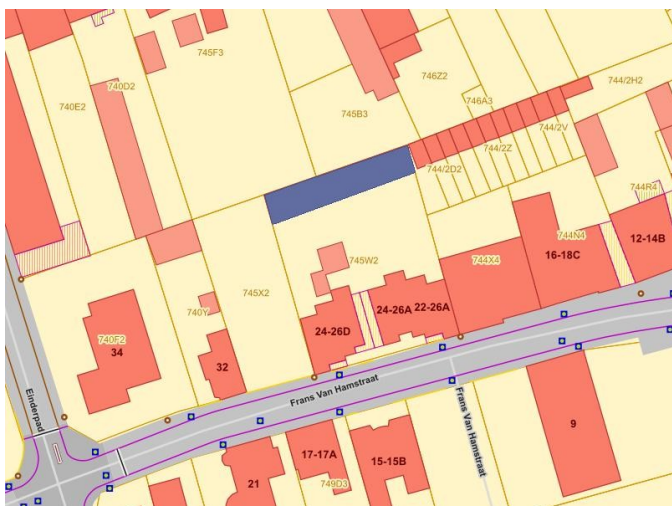 745F3
740D2
740E2
746Z2
744/2H2
746A3
745B3
744/2V
744/2Z
744/2D2
744R4
12-14B
744N4
16-18C
744X4
745W2
745X2
740Y
24-26A
22-26A
24-26D
740F2
34
32
Frans Van Hamstraat
Einderpad
Frans Van Hamstraat
9
17-17A
15-15B
21
749D3